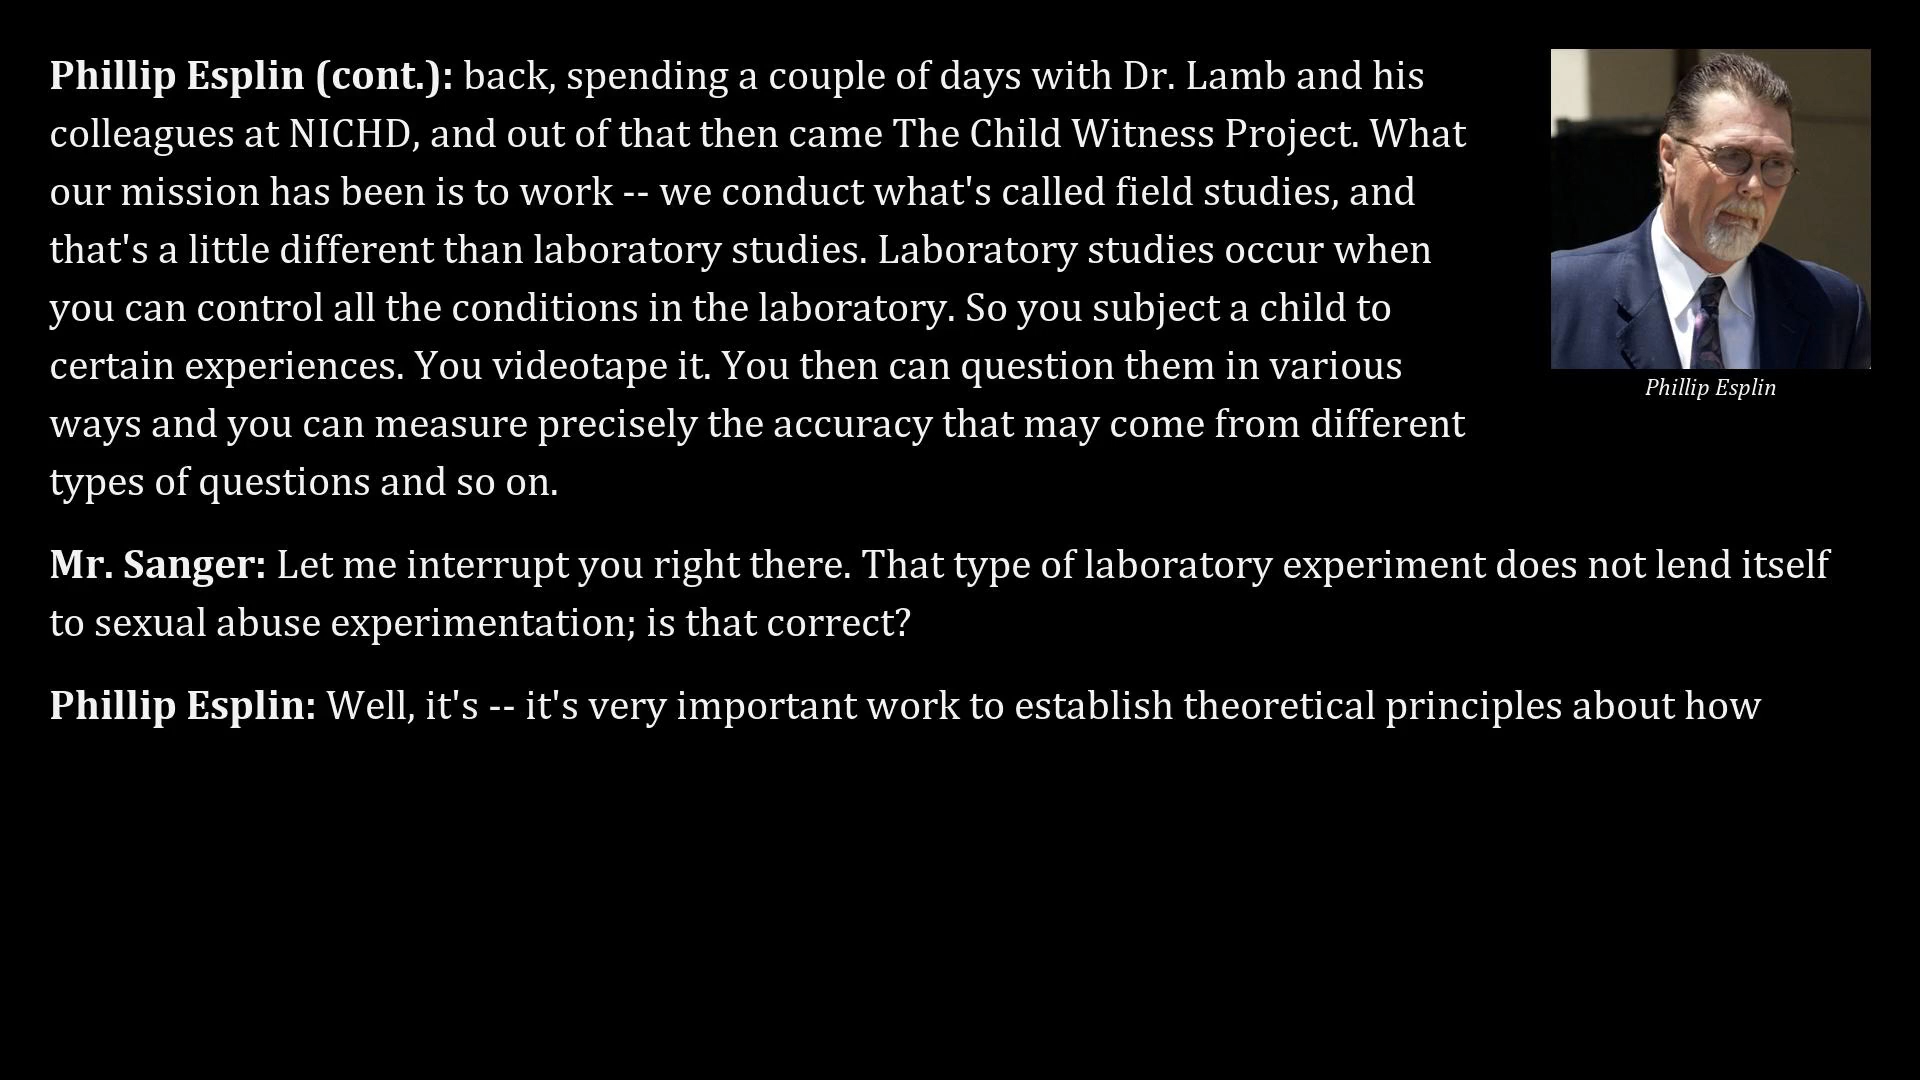 Phillip Esplin (cont.): back, spending a couple of days with Dr. Lamb and his
colleagues at NICHD, and out of that then came The Child Witness Project. What
our mission has been is to work -- we conduct what's called field studies, and
that's a little different than laboratory studies. Laboratory studies occur when
you can control all the conditions in the laboratory. So you subject a child to
certain experiences. You videotape it. You then can question them in various
ways and you can measure precisely the accuracy that may come from different
types of questions and so on.
Phillip Esplin
Mr. Sanger: Let me interrupt you right there. That type of laboratory experiment does not lend itself
to sexual abuse experimentation; is that correct?
Phillip Esplin: Well, it's -- it's very important work to establish theoretical principles about how